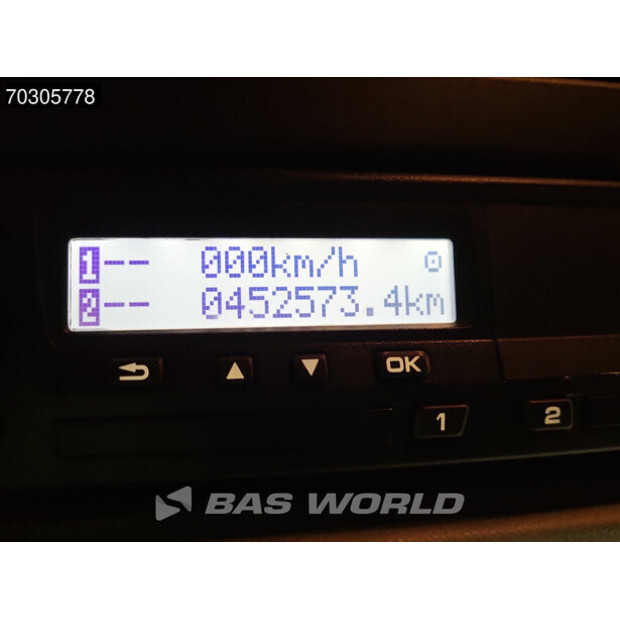 70305778
1-- 000km/h
2-- 0452573.4km
OK
1 2
BAS WORLD